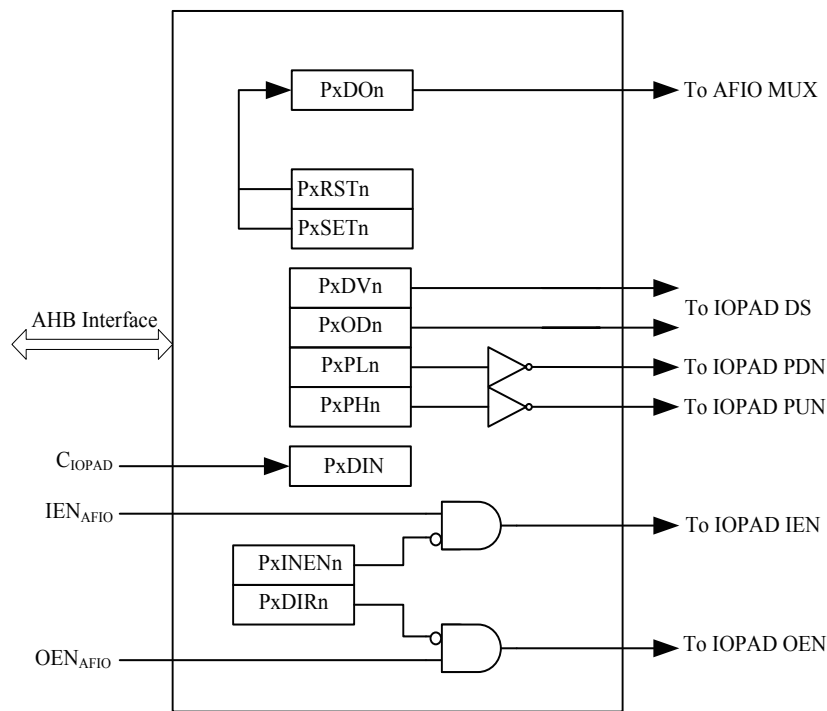 PxDOn
To AFIO MUX
PxRSTn
PxSETn
PxDVn
To IOPAD DS
AHB Interface
PxODn
PxPLn
To IOPAD PDN
PxPHn
To IOPAD PUN
CIOPAD
PxDIN
IENAFIO
To IOPAD IEN
PxINENn
PxDIRn
To IOPAD OEN
OENAFIO